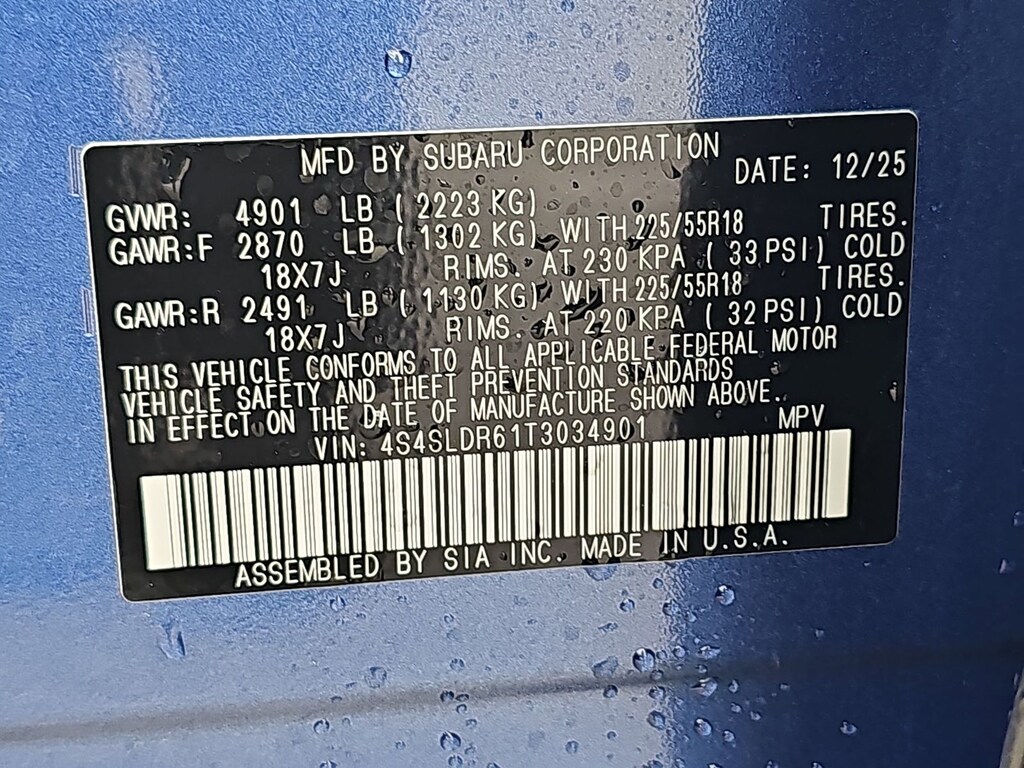 MFD BY SUBARU CORPORATION DATE: 12/25
GVWR: 4901 LB ( 2223 KG)
GAWR:F 2870 LB ( 1302 KG) WITH 225/55R18 TIRES.
18X7J RIMS. AT 230 KPA ( 33 PSI) COLD
GAWR:R 2491 LB ( 1130 KG) WITH 225/55R18 TIRES.
18X7J RIMS. AT 220 KPA ( 32 PSI) COLD
THIS VEHICLE CONFORMS TO ALL APPLICABLE FEDERAL MOTOR
VEHICLE SAFETY AND THEFT PREVENTION STANDARDS
IN EFFECT ON THE DATE OF MANUFACTURE SHOWN ABOVE.
VIN: 4S4SLDR61T3034901 MPV
ASSEMBLED BY SIA INC. MADE IN U.S.A.